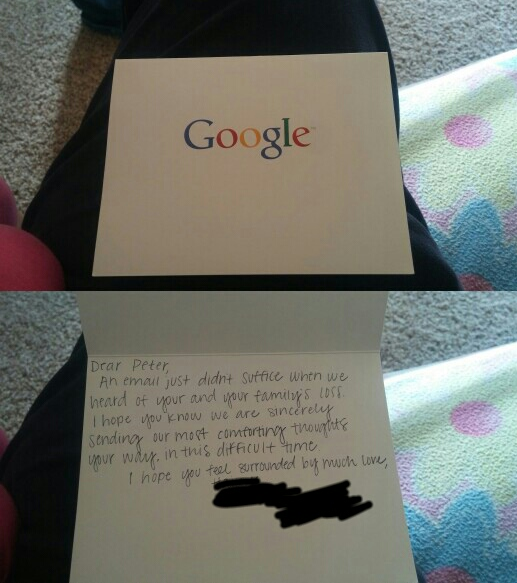 Google™
Dear Peter,
An email just didn't suffice when we
heard of your and your family's loss.
I hope you know we are sincerely
sending our most comforting thoughts
your way in this difficult time.
I hope you feel surrounded by much love,